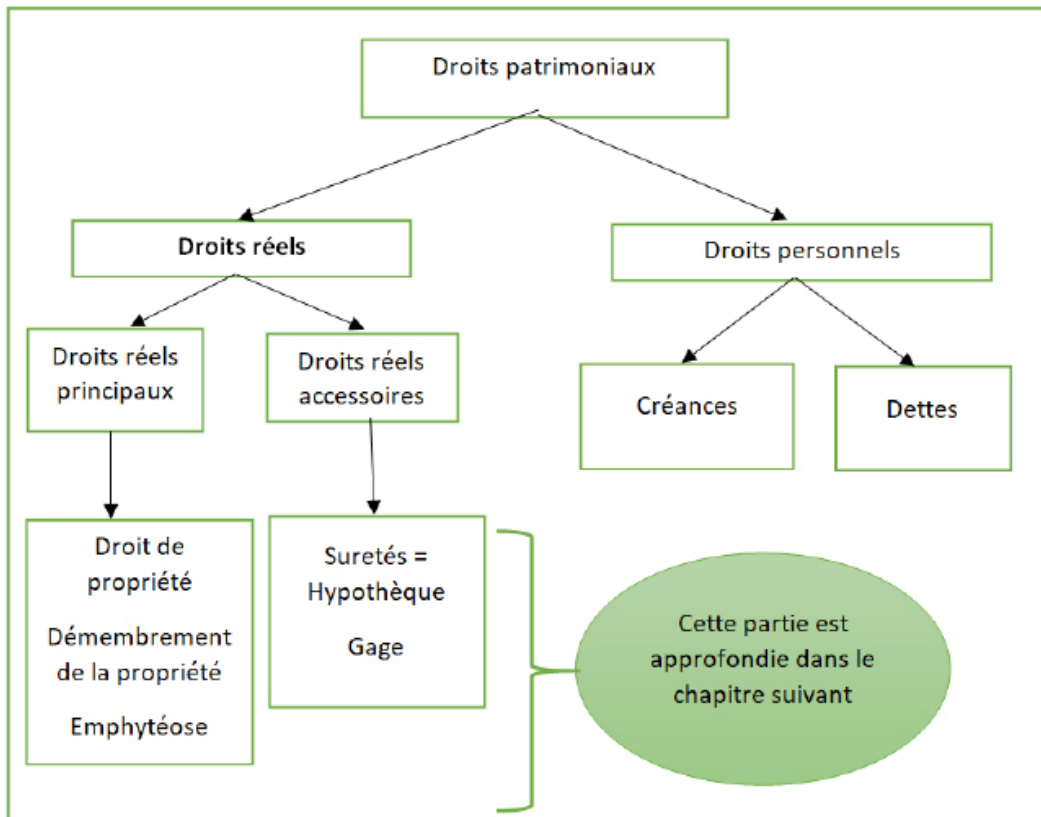 Droits patrimoniaux
Droits réels
Droits personnels
Droits réels
principaux
Droits réels
accessoires
Créances
Dettes
Droit de
propriété
Démembrement
de la propriété
Emphytéose
Suretés =
Hypothèque
Gage
Cette partie est
approfondie dans le
chapitre suivant